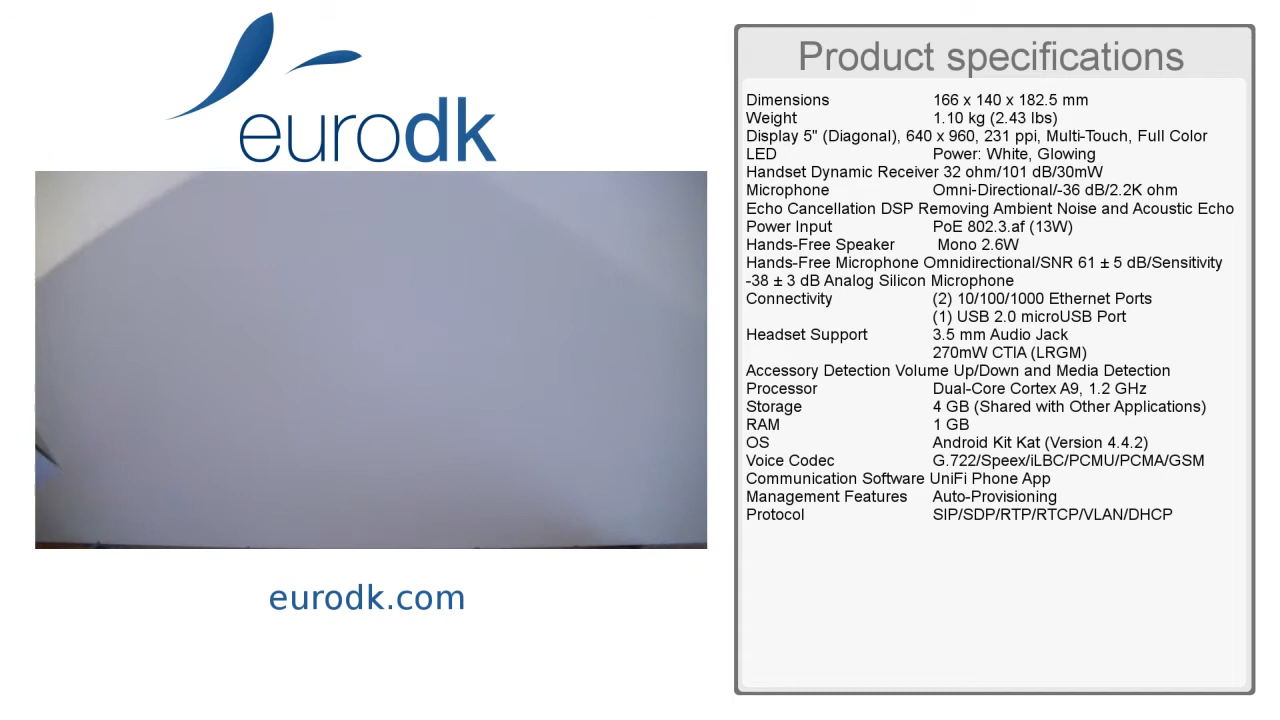 eurodk
eurodk.com
Product specifications
Dimensions 166 x 140 x 182.5 mm
Weight 1.10 kg (2.43 lbs)
Display 5" (Diagonal), 640 x 960, 231 ppi, Multi-Touch, Full Color
LED Power: White, Glowing
Handset Dynamic Receiver 32 ohm/101 dB/30mW
Microphone Omni-Directional/-36 dB/2.2K ohm
Echo Cancellation DSP Removing Ambient Noise and Acoustic Echo
Power Input PoE 802.3.af (13W)
Hands-Free Speaker Mono 2.6W
Hands-Free Microphone Omnidirectional/SNR 61 ± 5 dB/Sensitivity
-38 ± 3 dB Analog Silicon Microphone
Connectivity (2) 10/100/1000 Ethernet Ports
(1) USB 2.0 microUSB Port
Headset Support 3.5 mm Audio Jack
270mW CTIA (LRGM)
Accessory Detection Volume Up/Down and Media Detection
Processor Dual-Core Cortex A9, 1.2 GHz
Storage 4 GB (Shared with Other Applications)
RAM 1 GB
OS Android Kit Kat (Version 4.4.2)
Voice Codec G.722/Speex/iLBC/PCMU/PCMA/GSM
Communication Software UniFi Phone App
Management Features Auto-Provisioning
Protocol SIP/SDP/RTP/RTCP/VLAN/DHCP